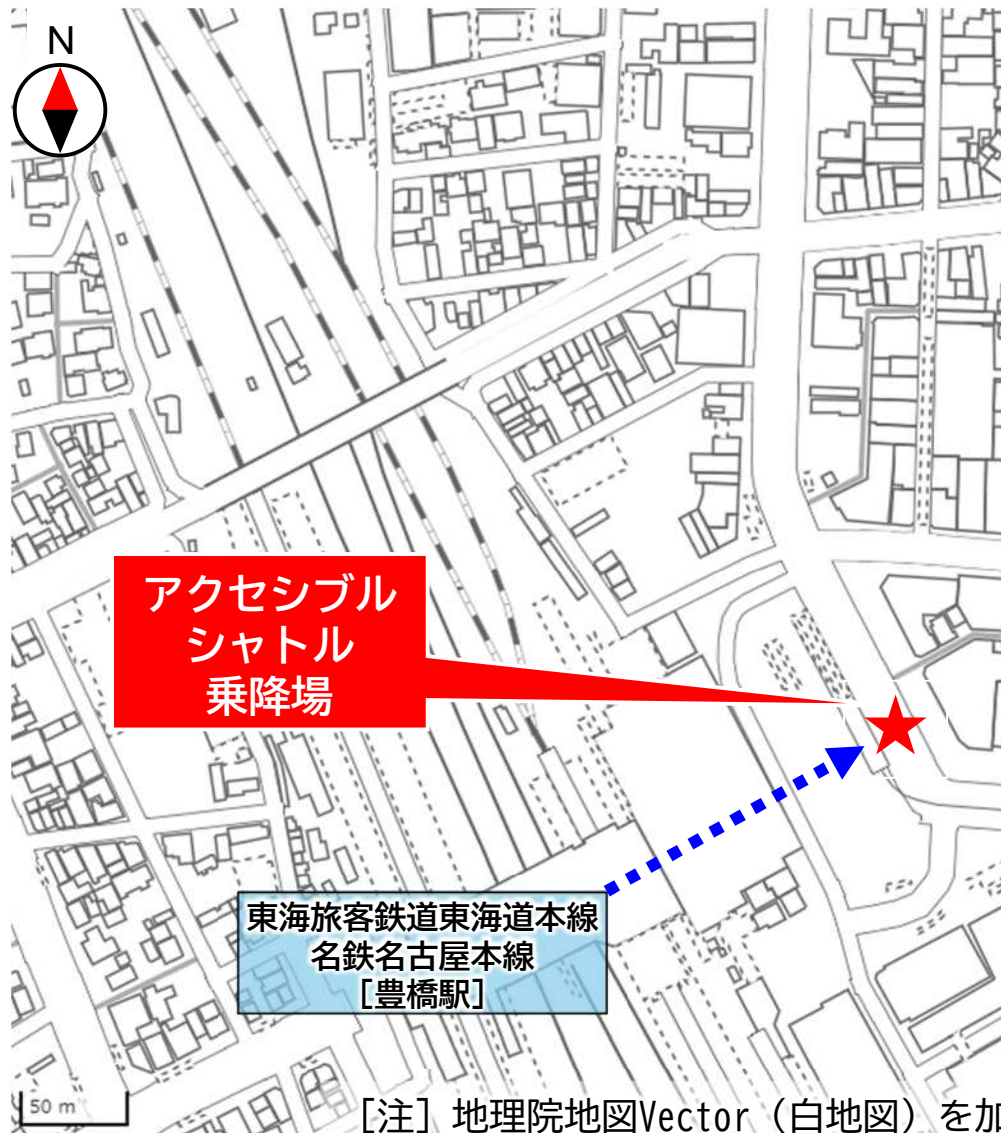 N
アクセシブル
シャトル
乗降場
東海旅客鉄道東海道本線
名鉄名古屋本線
[豊橋駅]
50 m
[注] 地理院地図Vector (白地図) を加